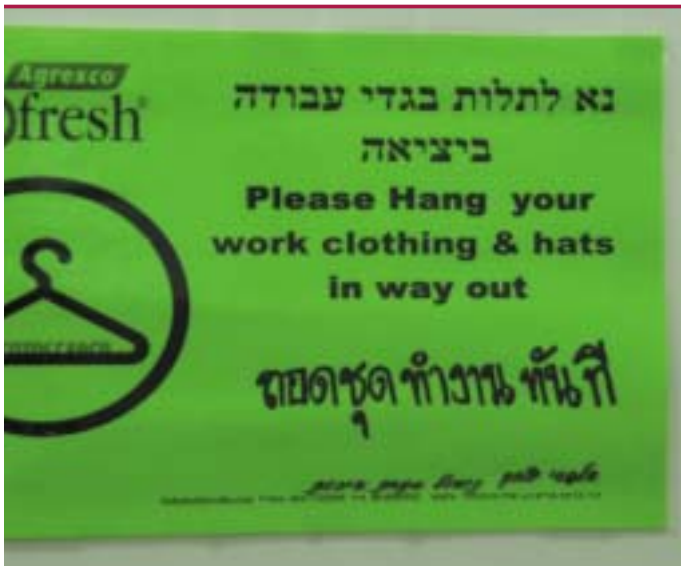 Agrexco
fresh
נא לתלות בגדי עבודה
ביציאה
Please Hang your
work clothing & hats
in way out
ถอดชุด ทำงาน ทันที